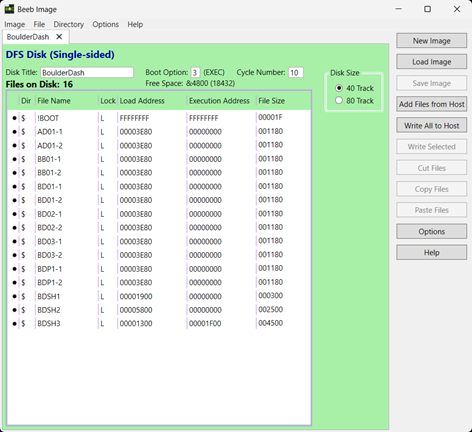 Beeb Image
Image File Directory Options Help
BoulderDash
DFS Disk (Single-sided)
Disk Title: BoulderDash Boot Option: 3 (EXEC) Cycle Number: 10
Files on Disk: 16 Free Space: &4800 (18432)
Dir File Name Lock Load Address Execution Address File Size
$ !BOOT L FFFFFFFF FFFFFFFF 00001F
$ AD01-1 L 00003E80 00000000 001180
$ AD01-2 L 00003E80 00000000 001180
$ BB01-1 L 00003E80 00000000 001180
$ BB01-2 L 00003E80 00000000 001180
$ BD01-1 L 00003E80 00000000 001180
$ BD01-2 L 00003E80 00000000 001180
$ BD02-1 L 00003E80 00000000 001180
$ BD02-2 L 00003E80 00000000 001180
$ BD03-1 L 00003E80 00000000 001180
$ BD03-2 L 00003E80 00000000 001180
$ BDP1-1 L 00003E80 00000000 001180
$ BDP1-2 L 00003E80 00000000 001180
$ BDSH1 L 00001900 00000000 000300
$ BDSH2 L 00005800 00000000 002500
$ BDSH3 L 00001300 00001F00 004500
Disk Size
40 Track
80 Track
New Image
Load Image
Save Image
Add Files from Host
Write All to Host
Write Selected
Cut Files
Copy Files
Paste Files
Options
Help